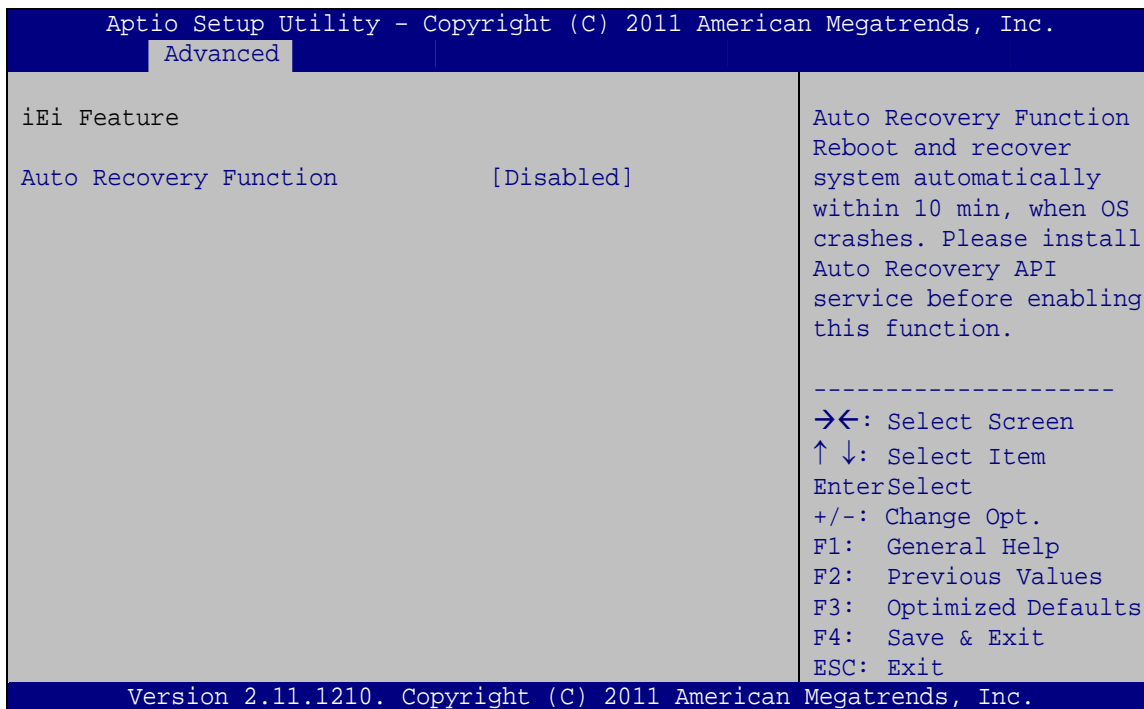 Aptio Setup Utility – Copyright (C) 2011 American Megatrends, Inc.
Advanced
iEi Feature
Auto Recovery Function [Disabled]
Auto Recovery Function
Reboot and recover
system automatically
within 10 min, when OS
crashes. Please install
Auto Recovery API
service before enabling
this function.
---------------------
→←: Select Screen
↑ ↓: Select Item
EnterSelect
+/-: Change Opt.
F1: General Help
F2: Previous Values
F3: Optimized Defaults
F4: Save & Exit
ESC: Exit
Version 2.11.1210. Copyright (C) 2011 American Megatrends, Inc.